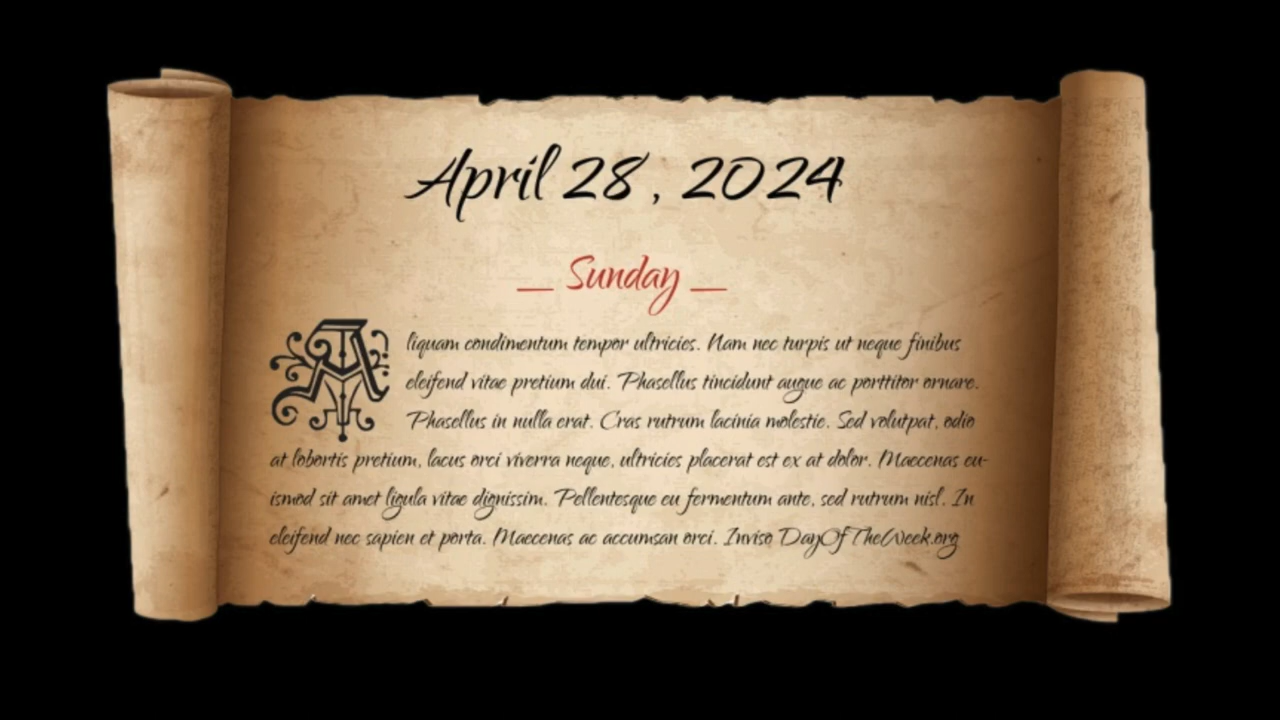 April 28, 2024
__ Sunday __
Aliquam condimentum tempor ultricies. Nam nec turpis ut neque finibus
eleifend vitae pretium dui. Phasellus tincidunt augue ac porttitor ornare.
Phasellus in nulla erat. Cras rutrum lacinia molestie. Sed volutpat, odio
at lobortis pretium, lacus orci viverra neque, ultricies placerat est ex at dolor. Maecenas eu-
ismod sit amet ligula vitae dignissim. Pellentesque eu fermentum ante, sed rutrum nisl. In
eleifend nec sapien et porta. Maecenas ac accumsan orci. Inviso DayOfTheWeek.org